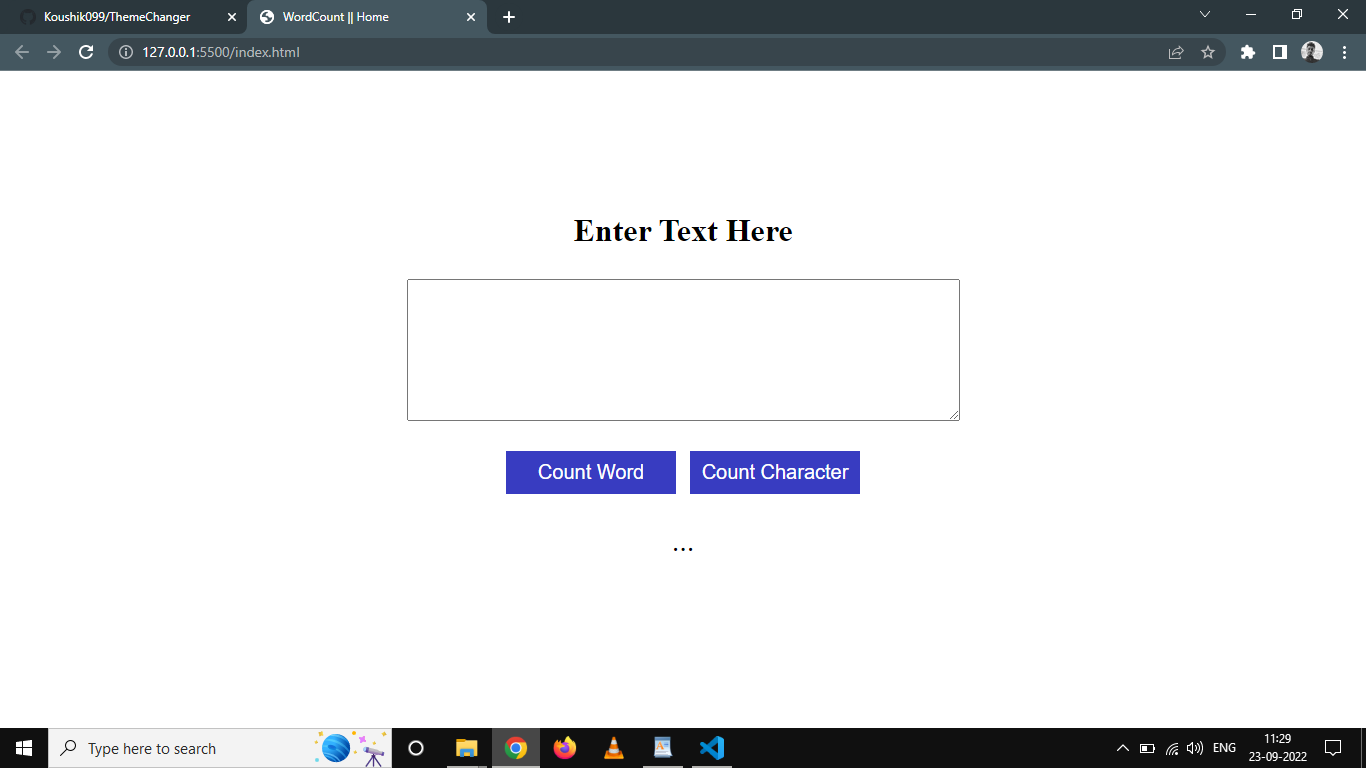 Koushik099/ThemeChanger
WordCount || Home
127.0.0.1:5500/index.html
Enter Text Here
Count Word
Count Character
...
Type here to search
ENG
11:29
23-09-2022